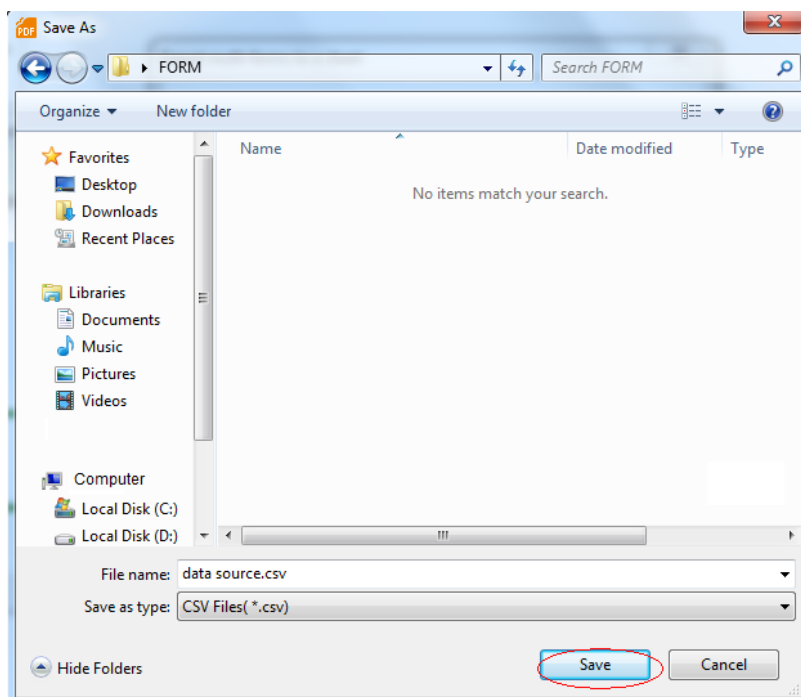 Save As
FORM
Search FORM
Organize
New folder
Favorites
Desktop
Downloads
Recent Places
Libraries
Documents
Music
Pictures
Videos
Computer
Local Disk (C:)
Local Disk (D:)
Name Date modified Type
No items match your search.
File name: data source.csv
Save as type: CSV Files( *.csv)
Hide Folders
Save
Cancel